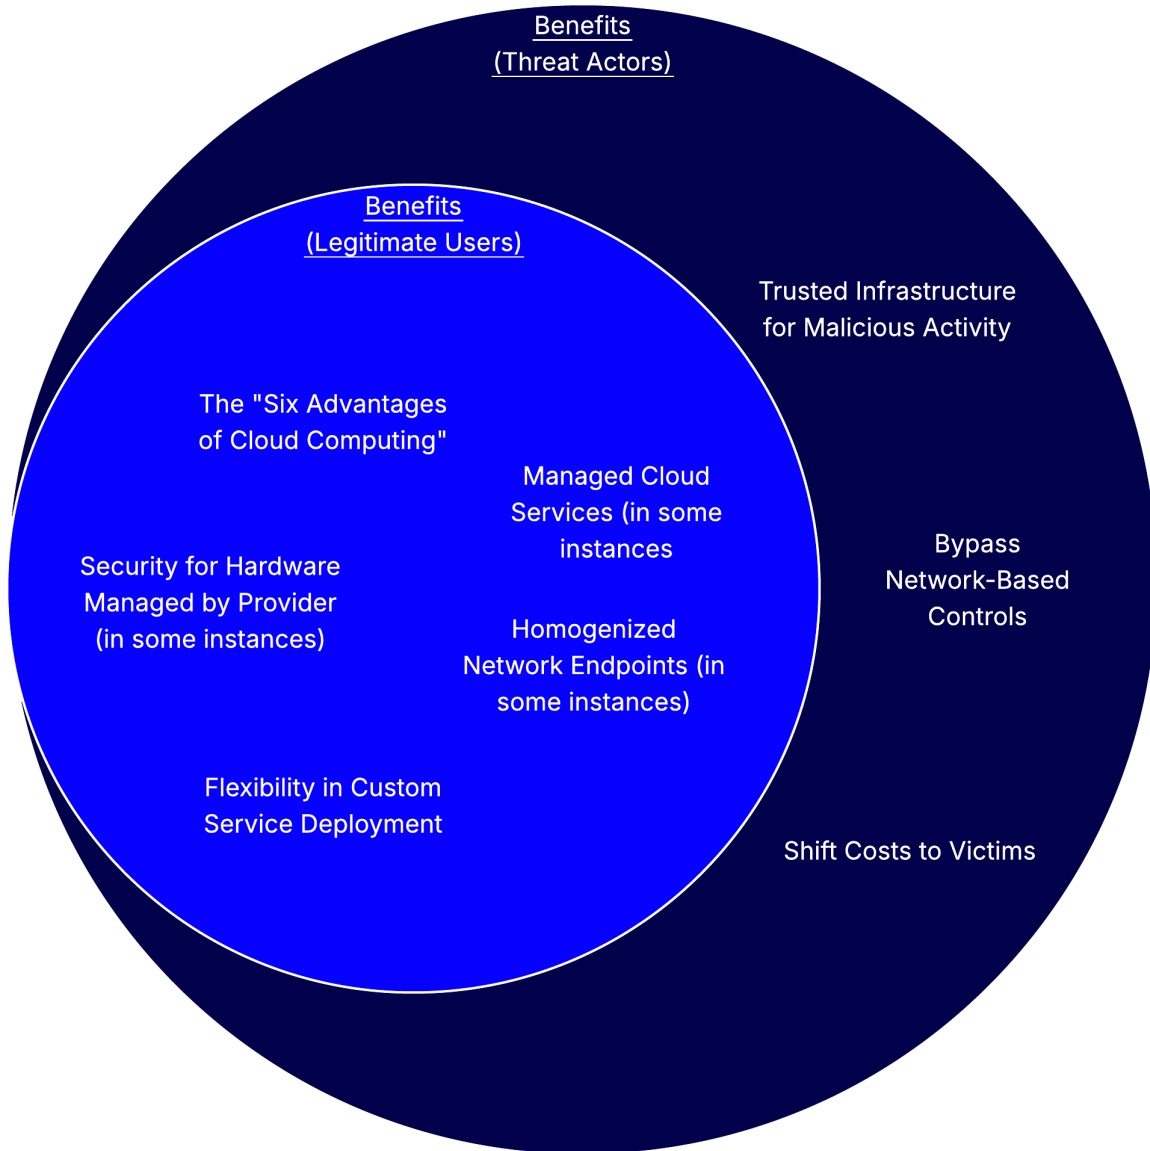 Benefits
(Threat Actors)
Benefits
(Legitimate Users)
Trusted Infrastructure
for Malicious Activity
The "Six Advantages
of Cloud Computing"
Managed Cloud
Services (in some
instances
Bypass
Network-Based
Controls
Security for Hardware
Managed by Provider
(in some instances)
Homogenized
Network Endpoints (in
some instances)
Flexibility in Custom
Service Deployment
Shift Costs to Victims